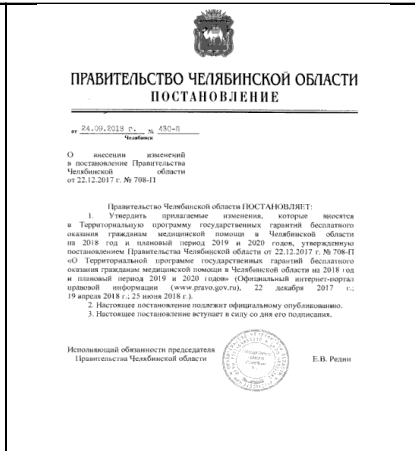 ПРАВИТЕЛЬСТВО ЧЕЛЯБИНСКОЙ ОБЛАСТИ
ПОСТАНОВЛЕНИЕ
от 24.09.2018 г. № 430-П
Челябинск
О внесении изменений
в постановление Правительства
Челябинской области
от 22.12.2017 г. № 708-П
Правительство Челябинской области ПОСТАНОВЛЯЕТ:
1. Утвердить прилагаемые изменения, которые вносятся
в Территориальную программу государственных гарантий бесплатного
оказания гражданам медицинской помощи в Челябинской области
на 2018 год и плановый период 2019 и 2020 годов, утвержденную
постановлением Правительства Челябинской области от 22.12.2017 г. № 708-П
«О Территориальной программе государственных гарантий бесплатного
оказания гражданам медицинской помощи в Челябинской области на 2018 год
и плановый период 2019 и 2020 годов» (Официальный интернет-портал
правовой информации (www.pravo.gov.ru), 22 декабря 2017 г.;
19 апреля 2018 г.; 25 июня 2018 г.).
2. Настоящее постановление подлежит официальному опубликованию.
3. Настоящее постановление вступает в силу со дня его подписания.
Исполняющий обязанности председателя
Правительства Челябинской области
Е.В. Редин